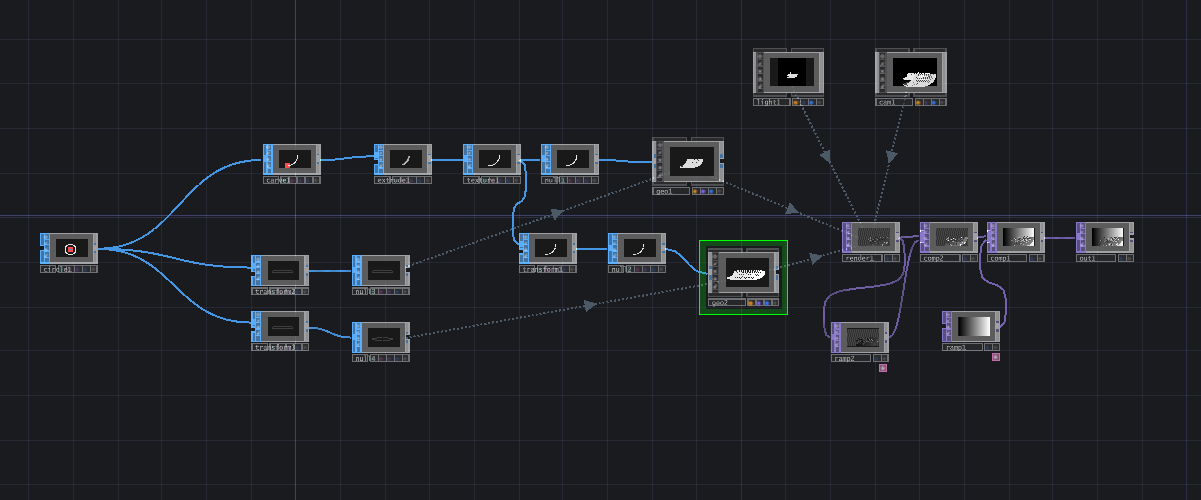 light1
cam1
carve1
extrude1
texture1
null1
geo1
circle1
transform1
null2
render1
comp2
comp1
out1
transform2
null3
geo2
transform3
null4
ramp2
ramp1